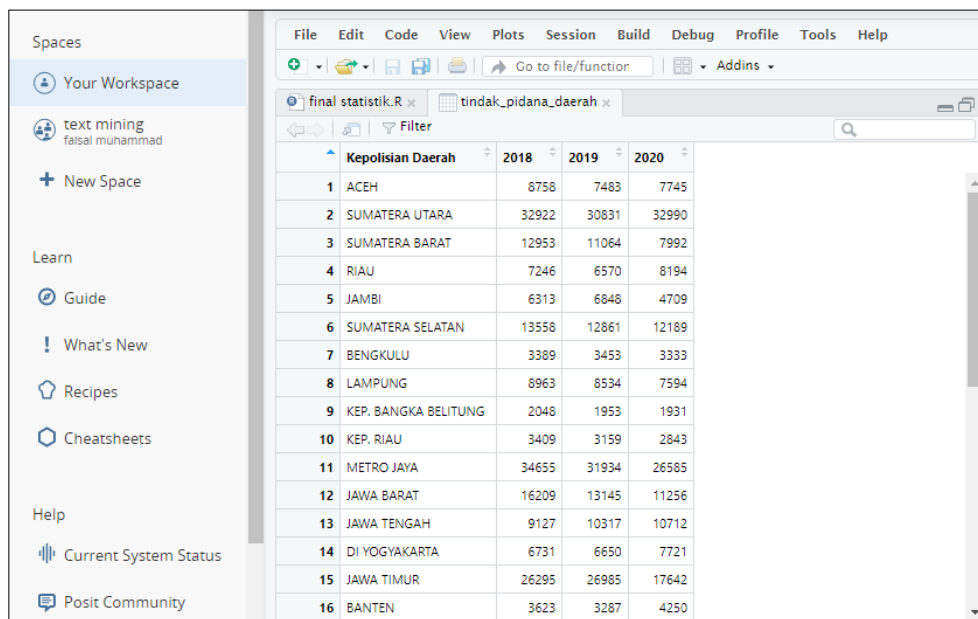 Spaces
Your Workspace
text mining
faisal muhammad
New Space
Learn
Guide
What's New
Recipes
Cheatsheets
Help
Current System Status
Posit Community
File Edit Code View Plots Session Build Debug Profile Tools Help
Go to file/function Addins
final statistik.R tindak_pidana_daerah
Filter
Kepolisian Daerah 2018 2019 2020
1 ACEH 8758 7483 7745
2 SUMATERA UTARA 32922 30831 32990
3 SUMATERA BARAT 12953 11064 7992
4 RIAU 7246 6570 8194
5 JAMBI 6313 6848 4709
6 SUMATERA SELATAN 13558 12861 12189
7 BENGKULU 3389 3453 3333
8 LAMPUNG 8963 8534 7594
9 KEP. BANGKA BELITUNG 2048 1953 1931
10 KEP. RIAU 3409 3159 2843
11 METRO JAYA 34655 31934 26585
12 JAWA BARAT 16209 13145 11256
13 JAWA TENGAH 9127 10317 10712
14 DI YOGYAKARTA 6731 6650 7721
15 JAWA TIMUR 26295 26985 17642
16 BANTEN 3623 3287 4250